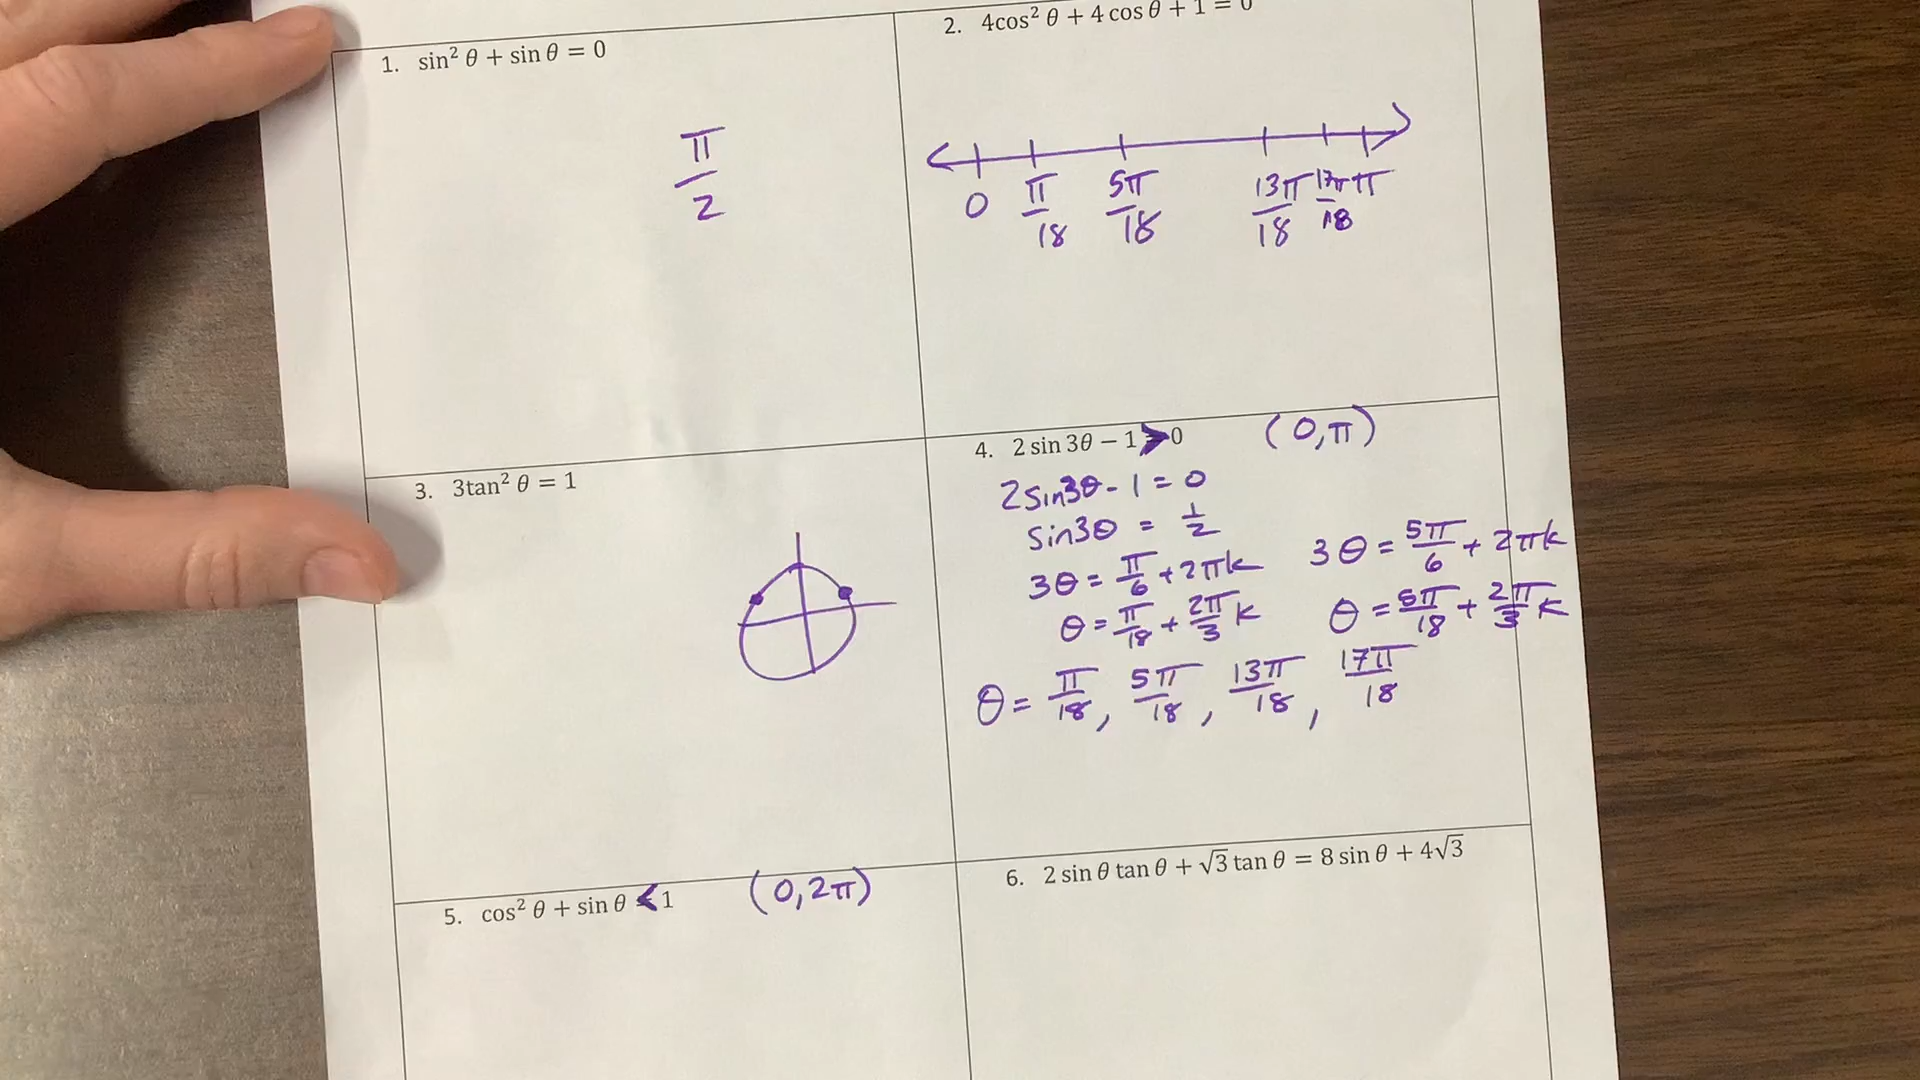 1. sin² θ + sin θ = 0
π/2
2. 4cos² θ + 4 cos θ + 1 = 0
0 π/18 5π/18 13π/18 17π/18 π
3. 3tan² θ = 1
4. 2 sin 3θ − 1 > 0 (0,π)
2sin3θ - 1 = 0
sin3θ = 1/2
3θ = π/6 + 2πk 3θ = 5π/6 + 2πk
θ = π/18 + 2π/3 k θ = 5π/18 + 2π/3 k
θ = π/18, 5π/18, 13π/18, 17π/18
5. cos² θ + sin θ < 1 (0,2π)
6. 2 sin θ tan θ + √3 tan θ = 8 sin θ + 4√3